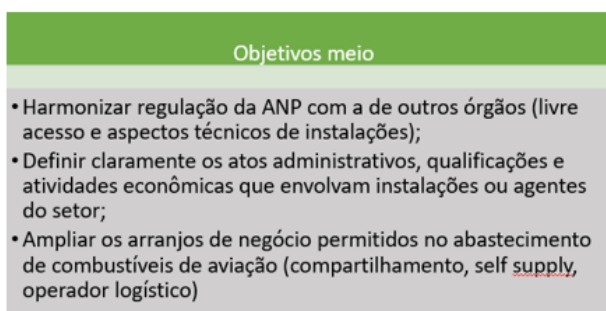 Objetivos meio
• Harmonizar regulação da ANP com a de outros órgãos (livre
acesso e aspectos técnicos de instalações);
• Definir claramente os atos administrativos, qualificações e
atividades econômicas que envolvam instalações ou agentes
do setor;
• Ampliar os arranjos de negócio permitidos no abastecimento
de combustíveis de aviação (compartilhamento, self supply,
operador logístico)